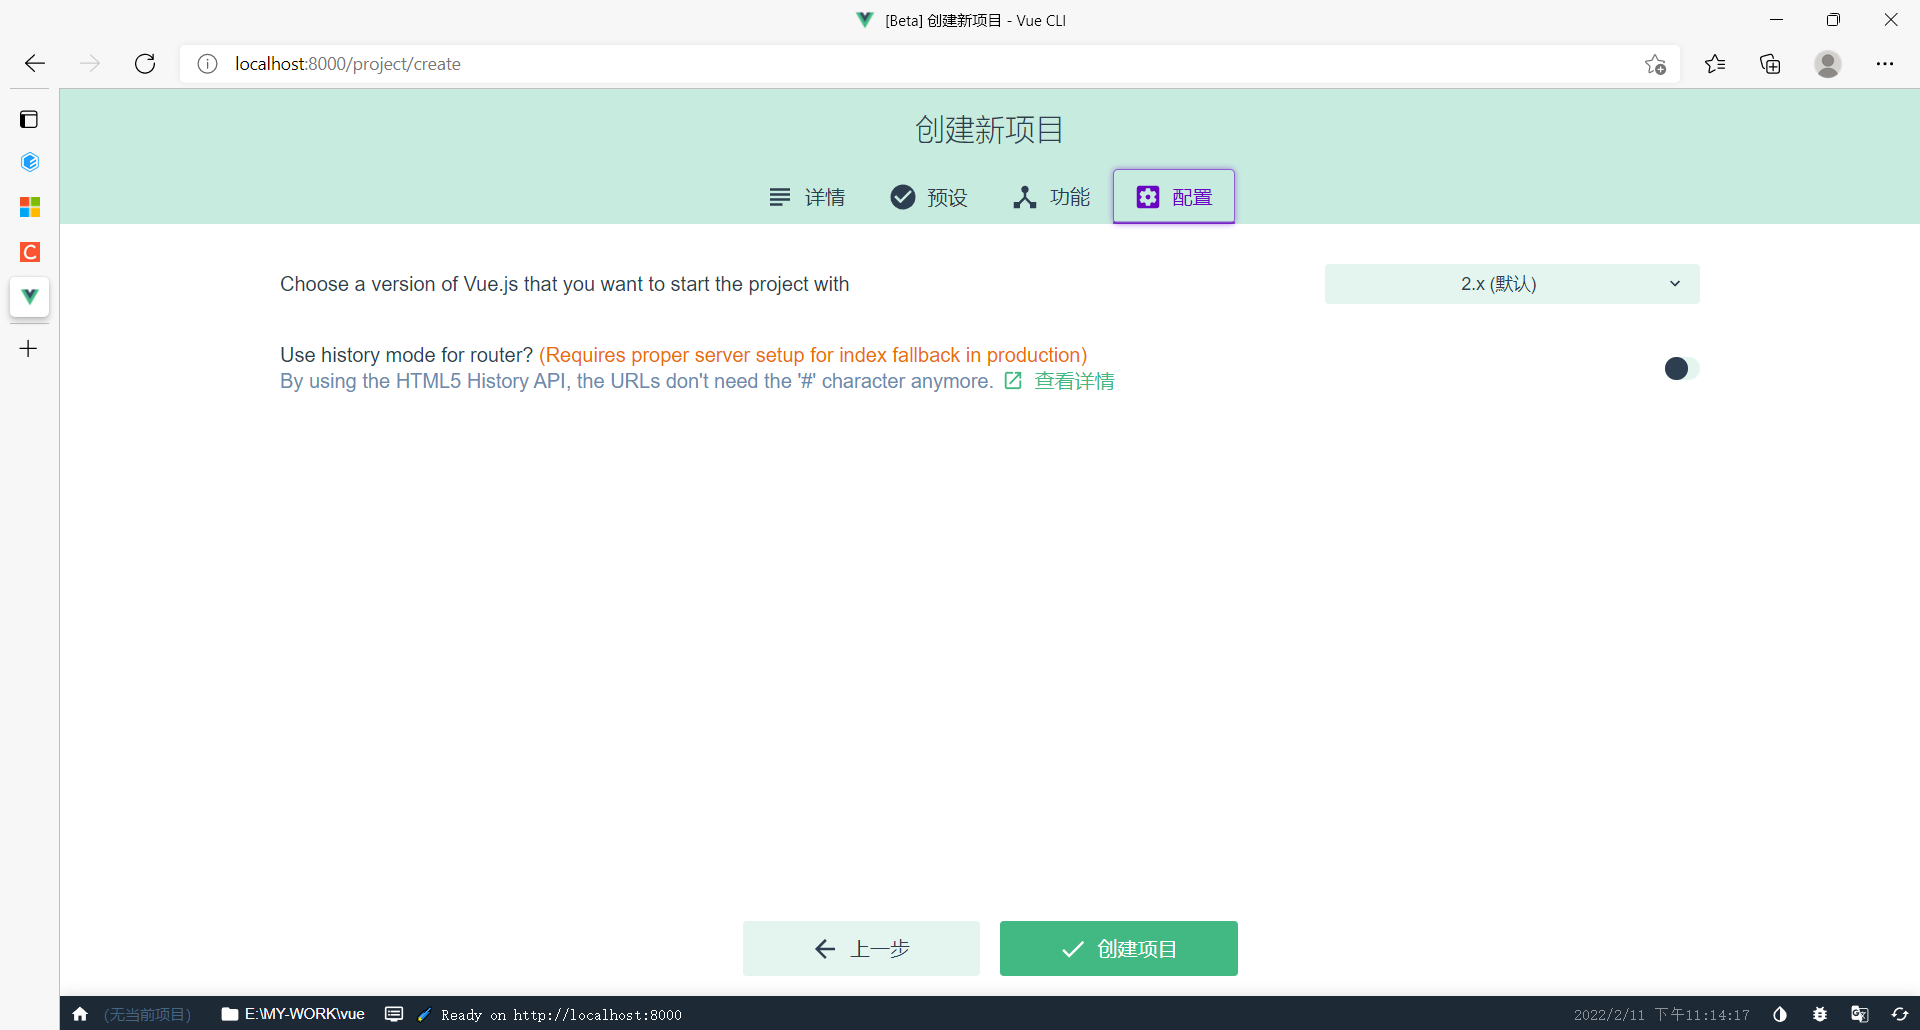 [Beta] 创建新项目 - Vue CLI
localhost:8000/project/create
创建新项目
详情 预设 功能 配置
Choose a version of Vue.js that you want to start the project with 2.x (默认)
Use history mode for router? (Requires proper server setup for index fallback in production)
By using the HTML5 History API, the URLs don't need the '#' character anymore. 查看详情
上一步 创建项目
(无当前项目) E:\MY-WORK\vue Ready on http://localhost:8000 2022/2/11 下午11:14:17